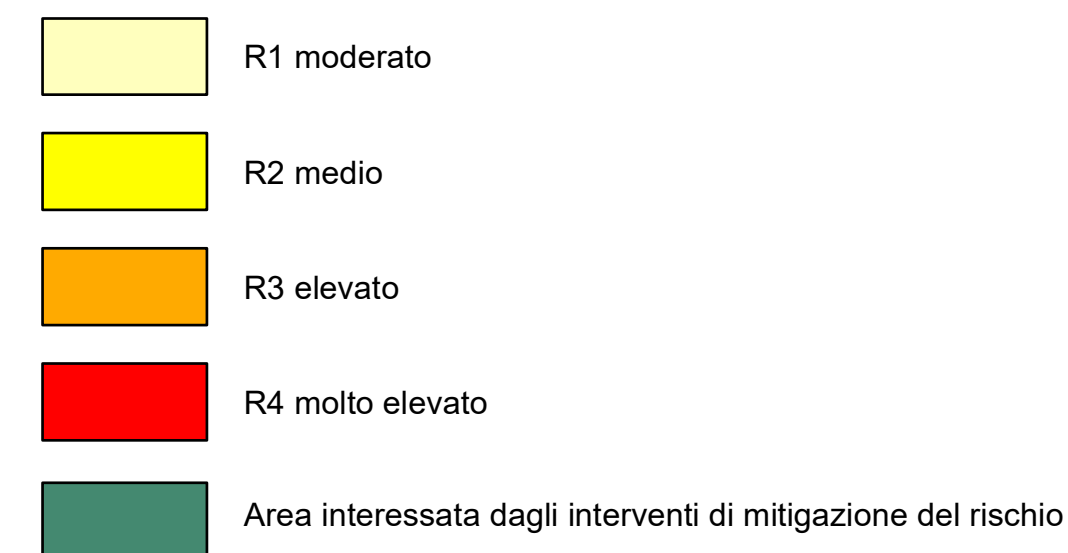 R1 moderato
R2 medio
R3 elevato
R4 molto elevato
Area interessata dagli interventi di mitigazione del rischio